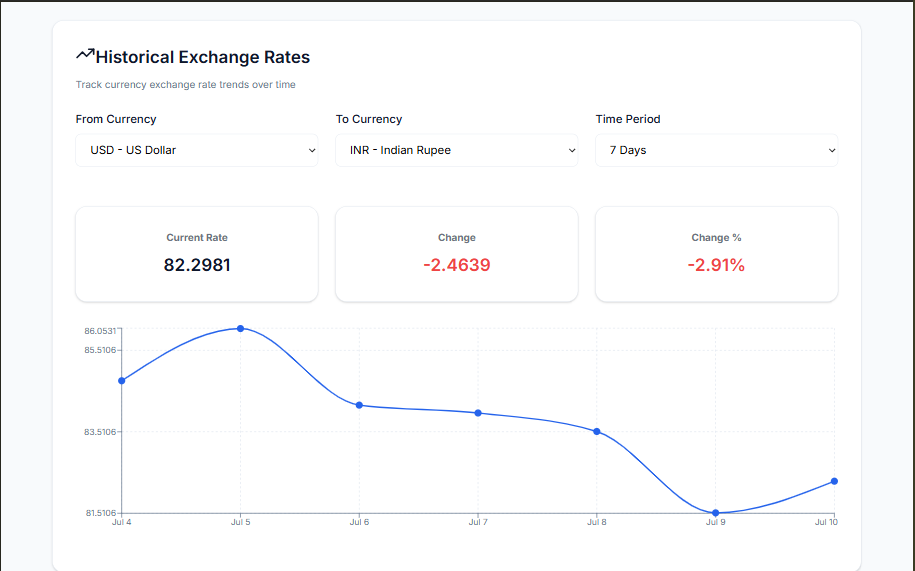 Historical Exchange Rates
Track currency exchange rate trends over time
From Currency
To Currency
Time Period
USD - US Dollar
INR - Indian Rupee
7 Days
Current Rate
Change
Change %
82.2981
-2.4639
-2.91%
86.0531
85.5106
83.5106
81.5106
Jul 4 Jul 5 Jul 6 Jul 7 Jul 8 Jul 9 Jul 10